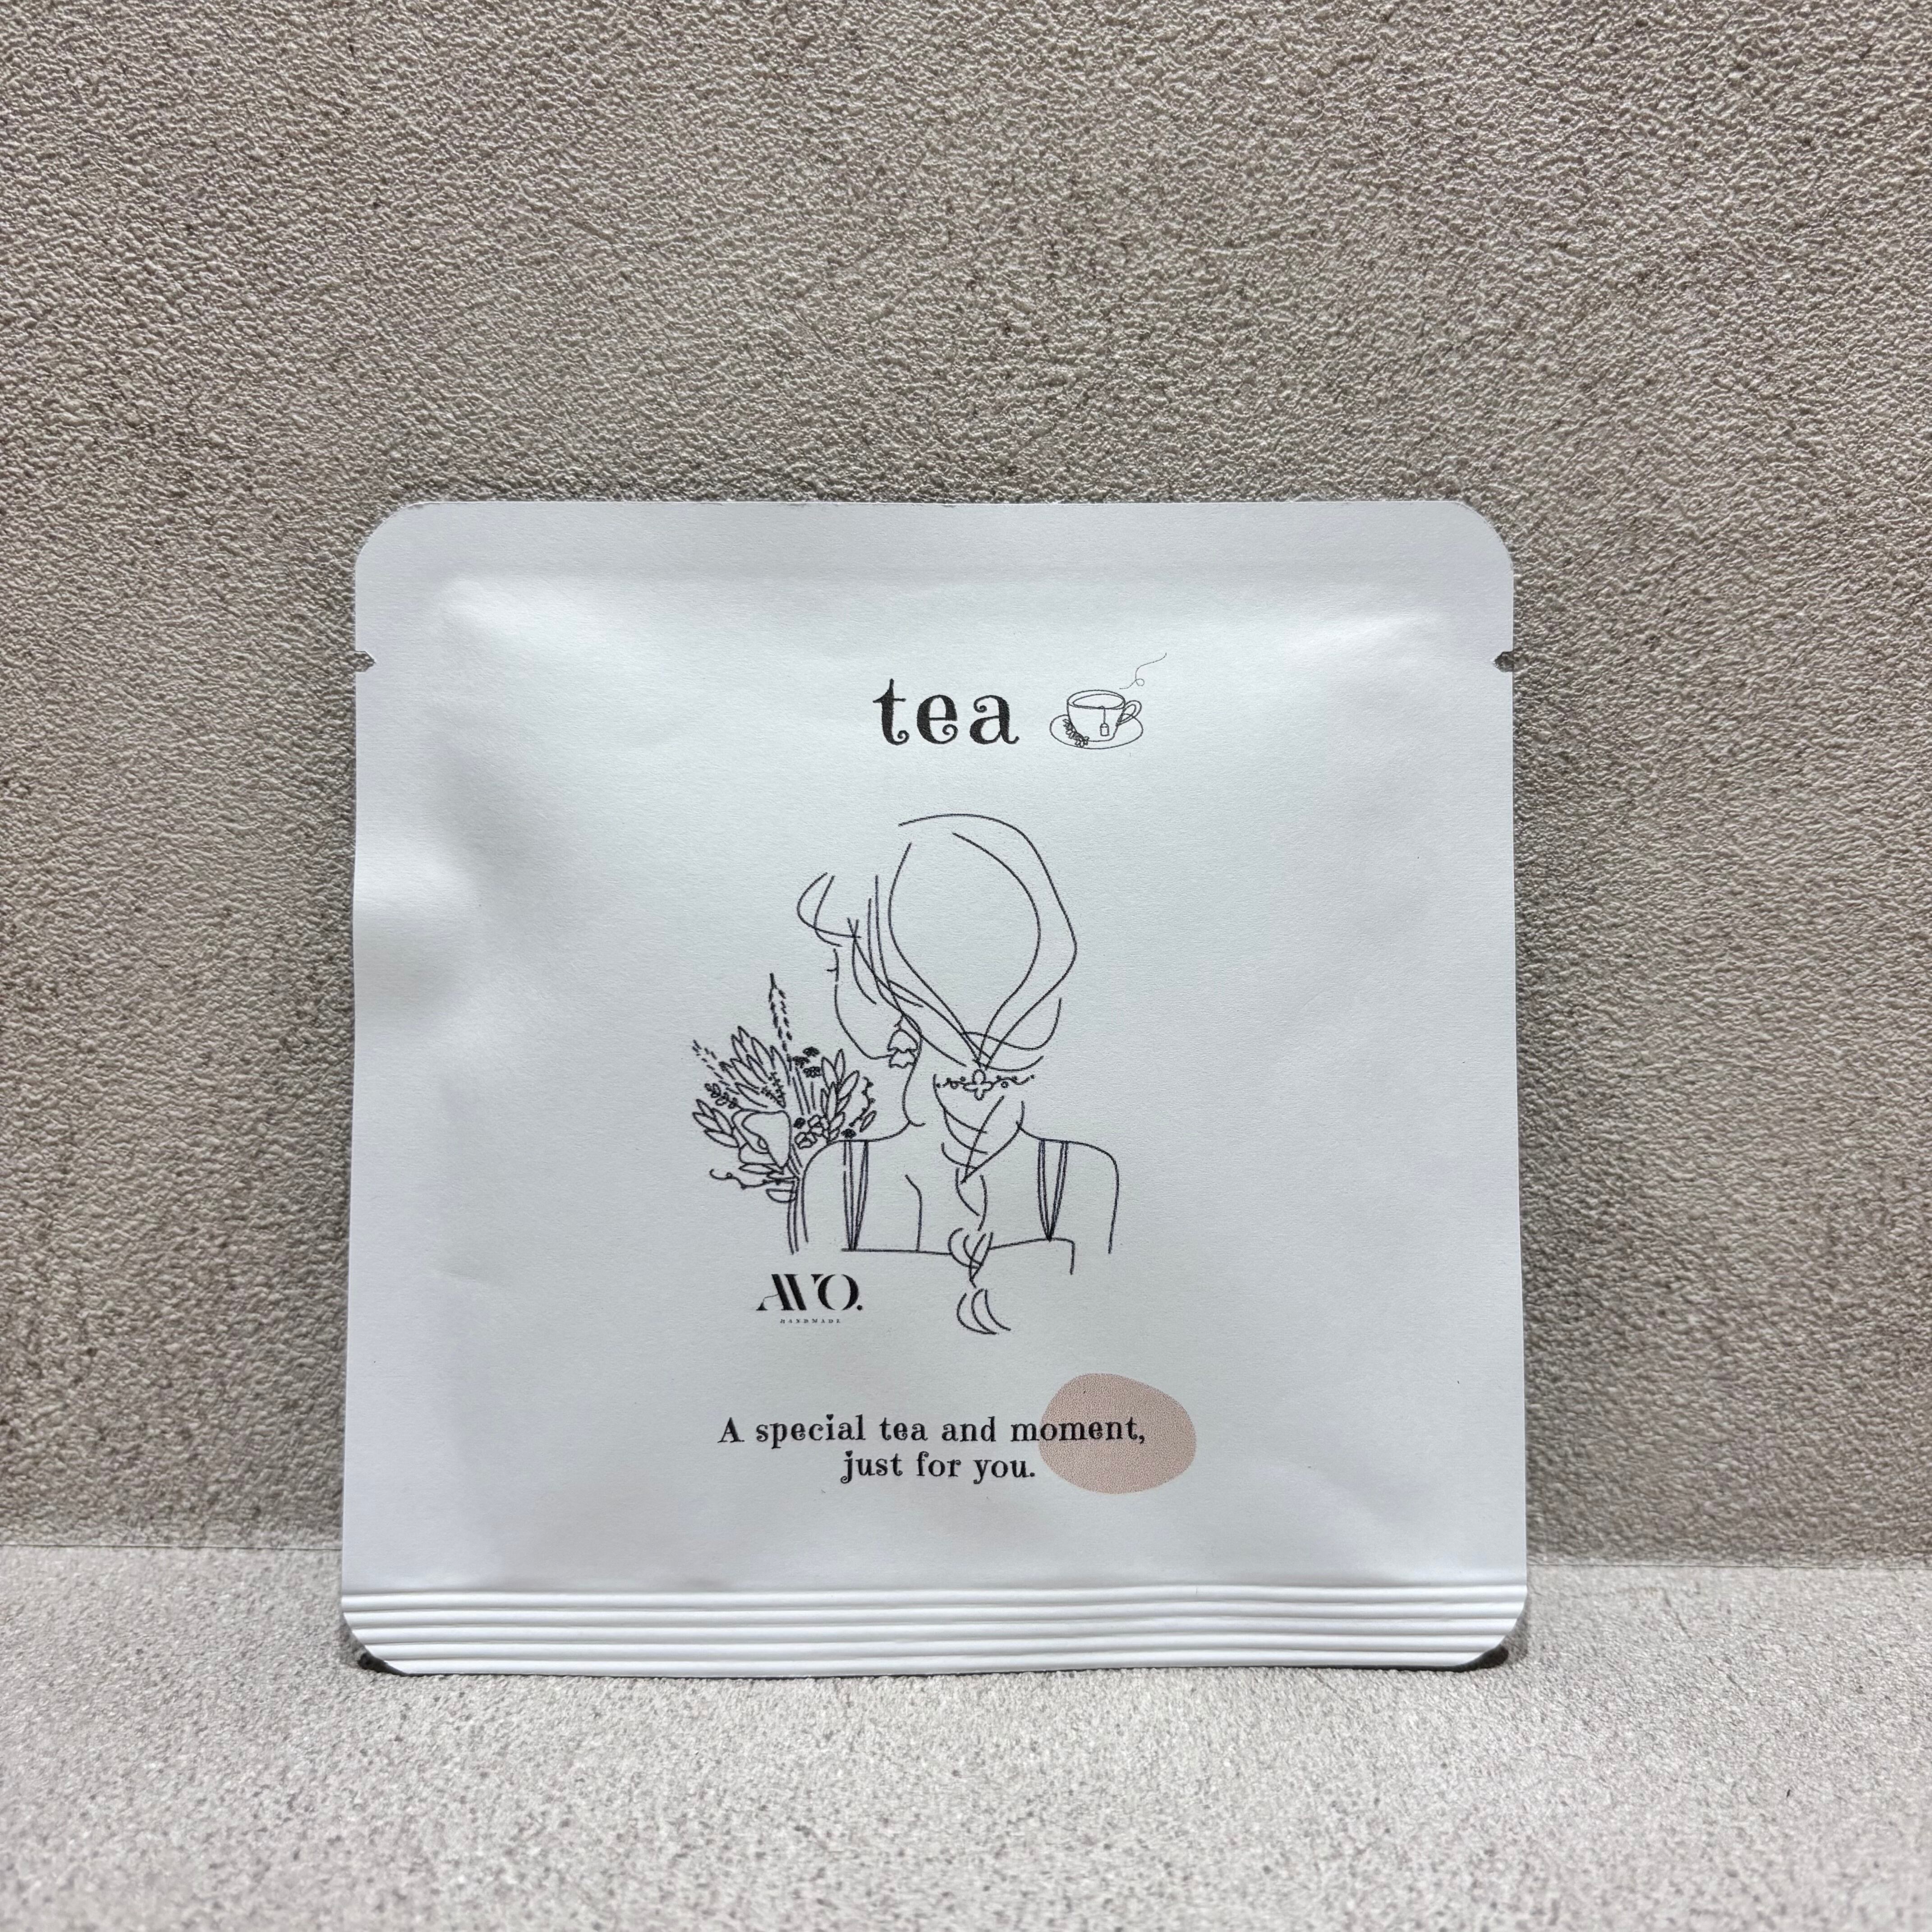 tea
AVO.
HANDMADE
A special tea and moment,
just for you.